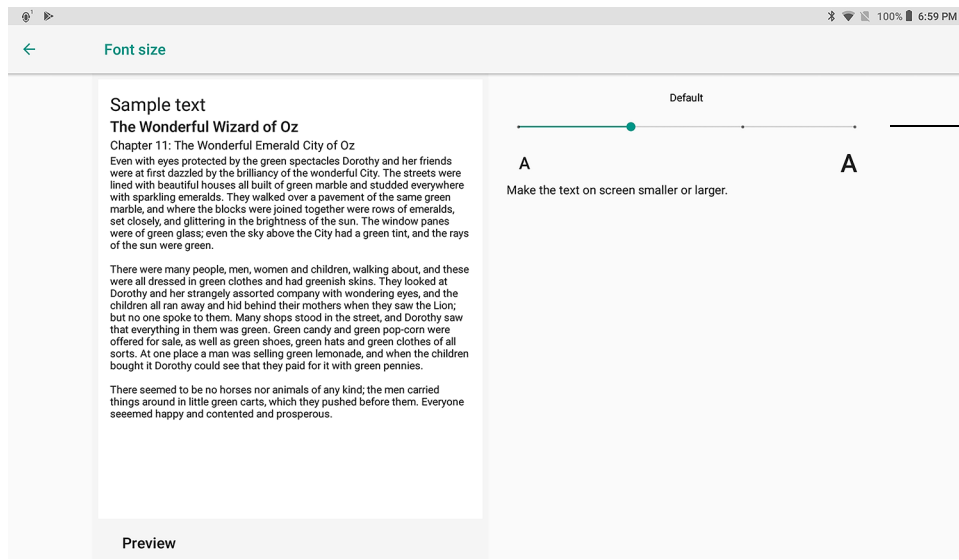 100% 6:59 PM
Font size
Sample text
The Wonderful Wizard of Oz
Chapter 11: The Wonderful Emerald City of Oz
Even with eyes protected by the green spectacles Dorothy and her friends
were at first dazzled by the brilliancy of the wonderful City. The streets were
lined with beautiful houses all built of green marble and studded everywhere
with sparkling emeralds. They walked over a pavement of the same green
marble, and where the blocks were joined together were rows of emeralds,
set closely, and glittering in the brightness of the sun. The window panes
were of green glass; even the sky above the City had a green tint, and the rays
of the sun were green.
There were many people, men, women and children, walking about, and these
were all dressed in green clothes and had greenish skins. They looked at
Dorothy and her strangely assorted company with wondering eyes, and the
children all ran away and hid behind their mothers when they saw the Lion;
but no one spoke to them. Many shops stood in the street, and Dorothy saw
that everything in them was green. Green candy and green pop-corn were
offered for sale, as well as green shoes, green hats and green clothes of all
sorts. At one place a man was selling green lemonade, and when the children
bought it Dorothy could see that they paid for it with green pennies.
There seemed to be no horses nor animals of any kind; the men carried
things around in little green carts, which they pushed before them. Everyone
seeemed happy and contented and prosperous.
Preview
Default
A A
Make the text on screen smaller or larger.